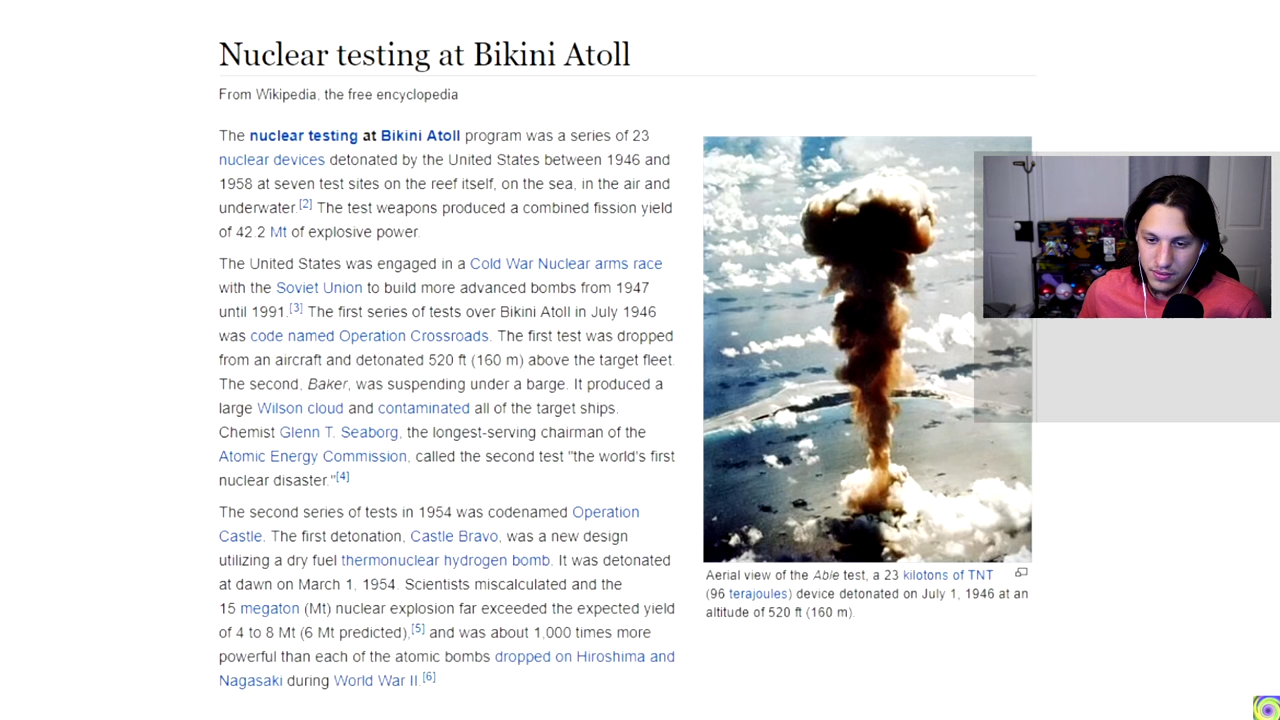 Nuclear testing at Bikini Atoll
From Wikipedia, the free encyclopedia
The nuclear testing at Bikini Atoll program was a series of 23
nuclear devices detonated by the United States between 1946 and
1958 at seven test sites on the reef itself, on the sea, in the air and
underwater.[2] The test weapons produced a combined fission yield
of 42.2 Mt of explosive power.
The United States was engaged in a Cold War Nuclear arms race
with the Soviet Union to build more advanced bombs from 1947
until 1991.[3] The first series of tests over Bikini Atoll in July 1946
was code named Operation Crossroads. The first test was dropped
from an aircraft and detonated 520 ft (160 m) above the target fleet.
The second, Baker, was suspending under a barge. It produced a
large Wilson cloud and contaminated all of the target ships.
Chemist Glenn T. Seaborg, the longest-serving chairman of the
Atomic Energy Commission, called the second test "the world's first
nuclear disaster."[4]
The second series of tests in 1954 was codenamed Operation
Castle. The first detonation, Castle Bravo, was a new design
utilizing a dry fuel thermonuclear hydrogen bomb. It was detonated
at dawn on March 1, 1954. Scientists miscalculated and the
15 megaton (Mt) nuclear explosion far exceeded the expected yield
of 4 to 8 Mt (6 Mt predicted),[5] and was about 1,000 times more
powerful than each of the atomic bombs dropped on Hiroshima and
Nagasaki during World War II.[6]
Aerial view of the Able test, a 23 kilotons of TNT
(96 terajoules) device detonated on July 1, 1946 at an
altitude of 520 ft (160 m).